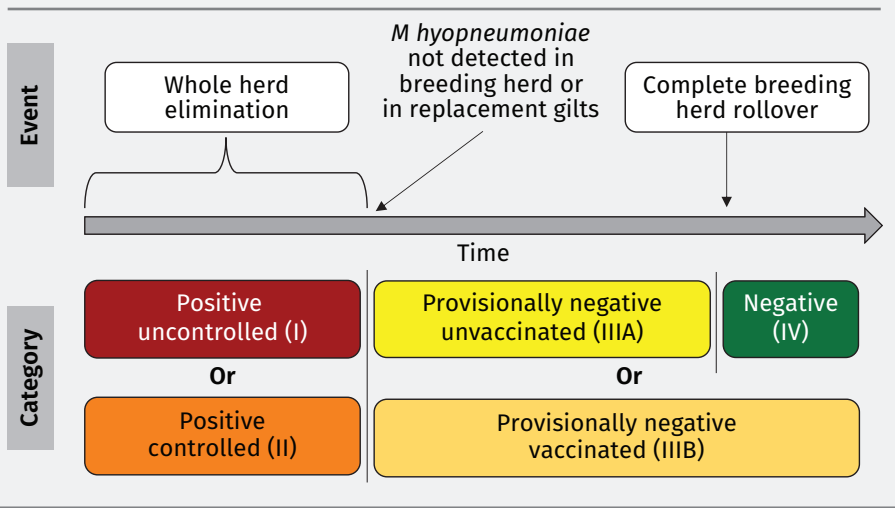 Event
Whole herd
elimination
M hyopneumoniae
not detected in
breeding herd or
in replacement gilts
Complete breeding
herd rollover
Time
Category
Positive
uncontrolled (I)
Provisionally negative
unvaccinated (IIIA)
Negative
(IV)
Or
Or
Positive
controlled (II)
Provisionally negative
vaccinated (IIIB)